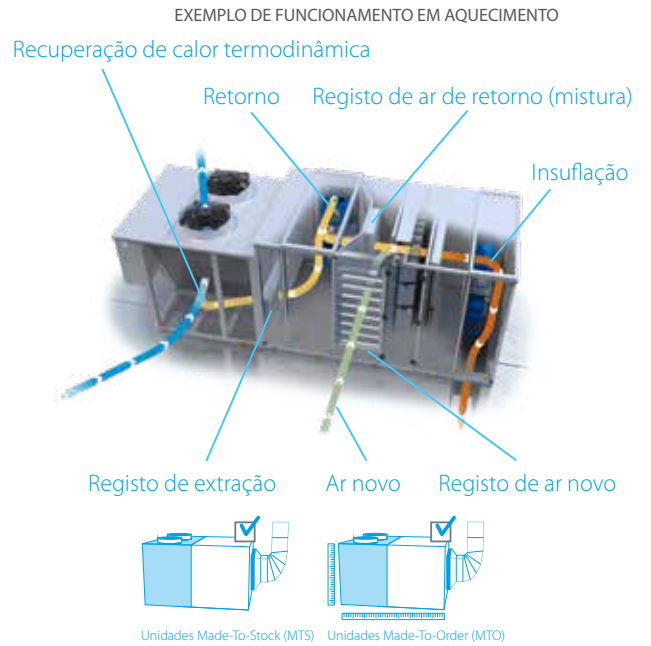 EXEMPLO DE FUNCIONAMENTO EM AQUECIMENTO
Recuperação de calor termodinâmica
Retorno
Registo de ar de retorno (mistura)
Insuflação
Registo de extração
Ar novo
Registo de ar novo
Unidades Made-To-Stock (MTS)
Unidades Made-To-Order (MTO)